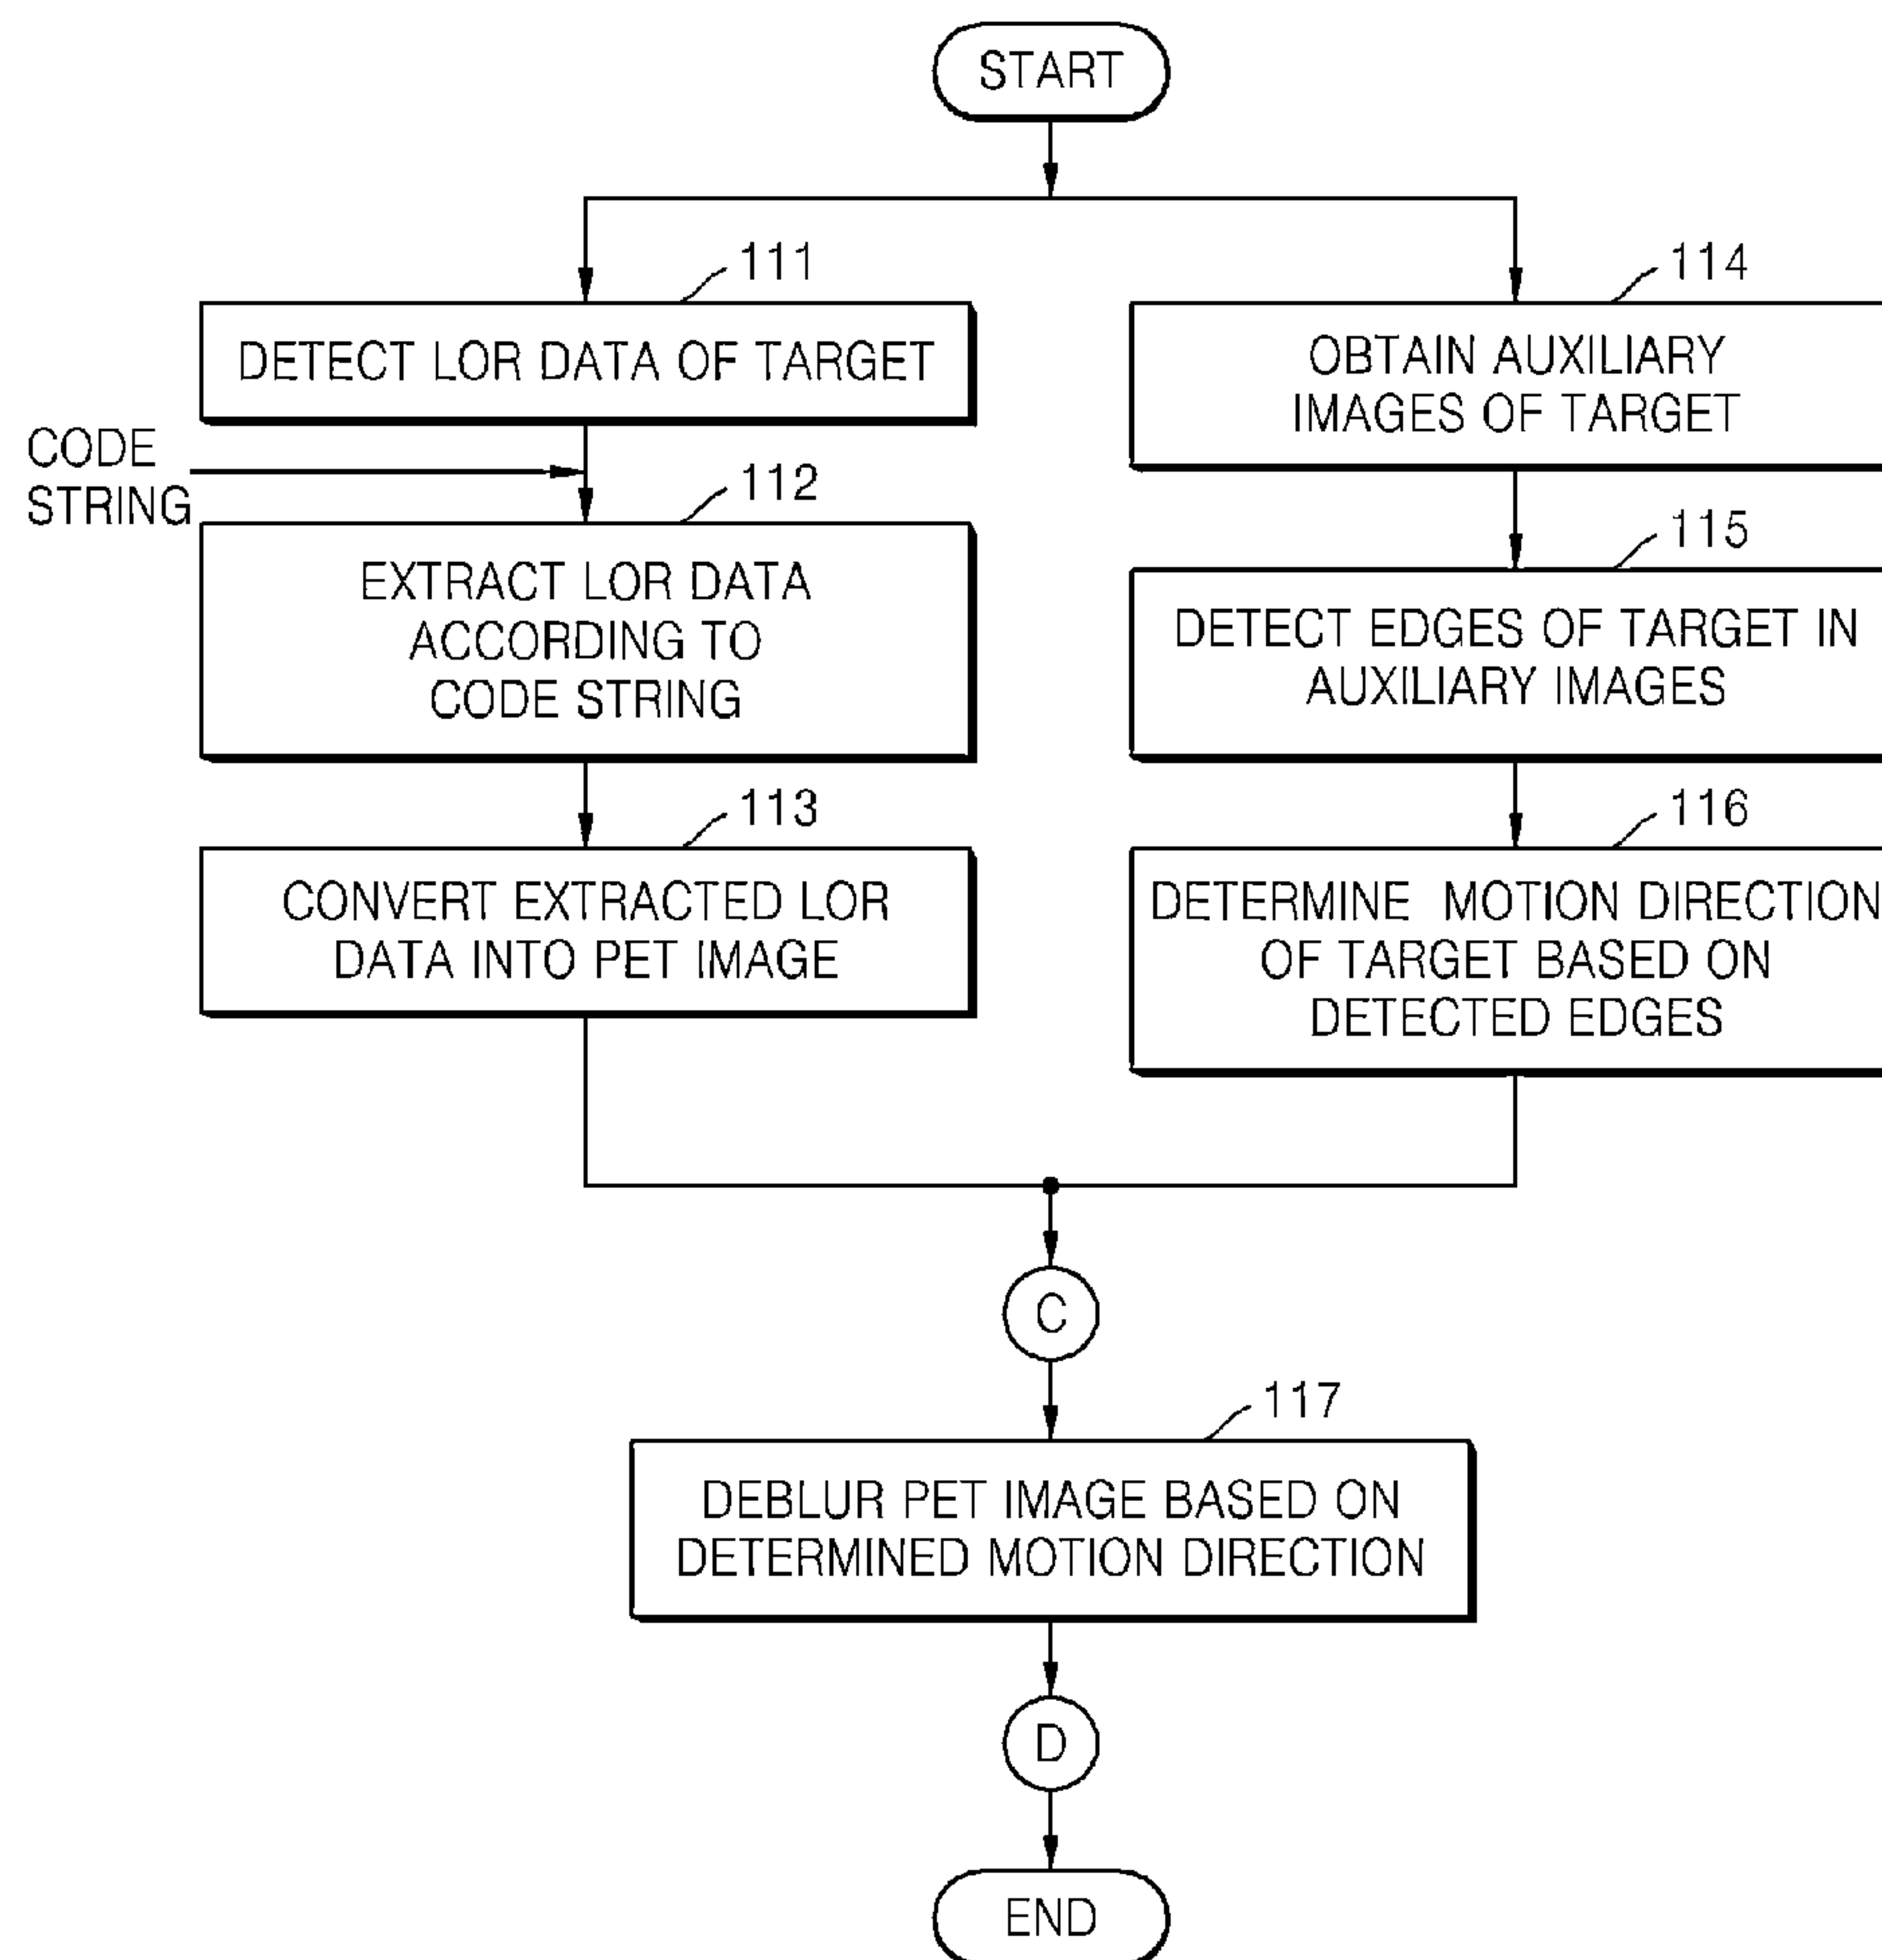 START
111
DETECT LOR DATA OF TARGET
CODE
STRING
112
EXTRACT LOR DATA
ACCORDING TO
CODE STRING
113
CONVERT EXTRACTED LOR
DATA INTO PET IMAGE
114
OBTAIN AUXILIARY
IMAGES OF TARGET
115
DETECT EDGES OF TARGET IN
AUXILIARY IMAGES
116
DETERMINE MOTION DIRECTION
OF TARGET BASED ON
DETECTED EDGES
C
117
DEBLUR PET IMAGE BASED ON
DETERMINED MOTION DIRECTION
D
END